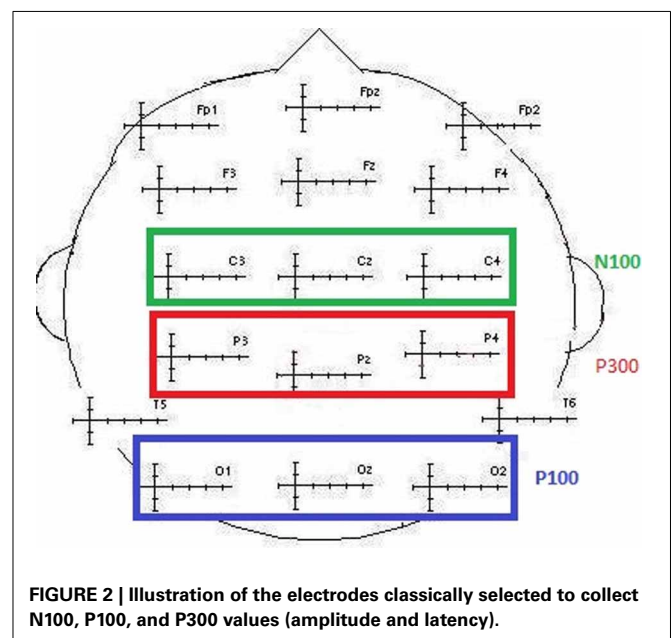 Fp1 Fpz Fp2
F3 Fz F4
C3 Cz C4 N100
P3 Pz P4 P300
T5 T6
O1 Oz O2 P100
FIGURE 2 | Illustration of the electrodes classically selected to collect
N100, P100, and P300 values (amplitude and latency).